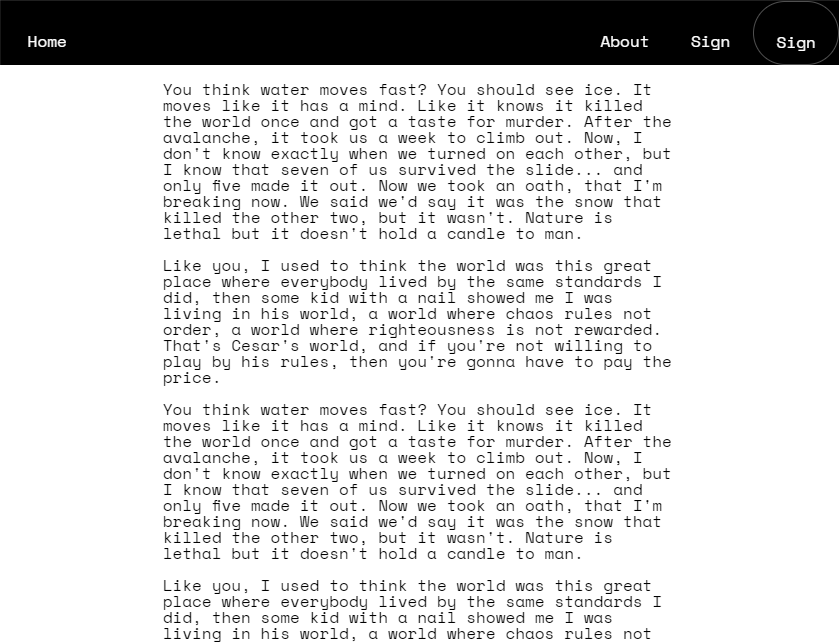 Home
About
Sign
Sign
You think water moves fast? You should see ice. It
moves like it has a mind. Like it knows it killed
the world once and got a taste for murder. After the
avalanche, it took us a week to climb out. Now, I
don't know exactly when we turned on each other, but
I know that seven of us survived the slide... and
only five made it out. Now we took an oath, that I'm
breaking now. We said we'd say it was the snow that
killed the other two, but it wasn't. Nature is
lethal but it doesn't hold a candle to man.
Like you, I used to think the world was this great
place where everybody lived by the same standards I
did, then some kid with a nail showed me I was
living in his world, a world where chaos rules not
order, a world where righteousness is not rewarded.
That's Cesar's world, and if you're not willing to
play by his rules, then you're gonna have to pay the
price.
You think water moves fast? You should see ice. It
moves like it has a mind. Like it knows it killed
the world once and got a taste for murder. After the
avalanche, it took us a week to climb out. Now, I
don't know exactly when we turned on each other, but
I know that seven of us survived the slide... and
only five made it out. Now we took an oath, that I'm
breaking now. We said we'd say it was the snow that
killed the other two, but it wasn't. Nature is
lethal but it doesn't hold a candle to man.
Like you, I used to think the world was this great
place where everybody lived by the same standards I
did, then some kid with a nail showed me I was
living in his world, a world where chaos rules not